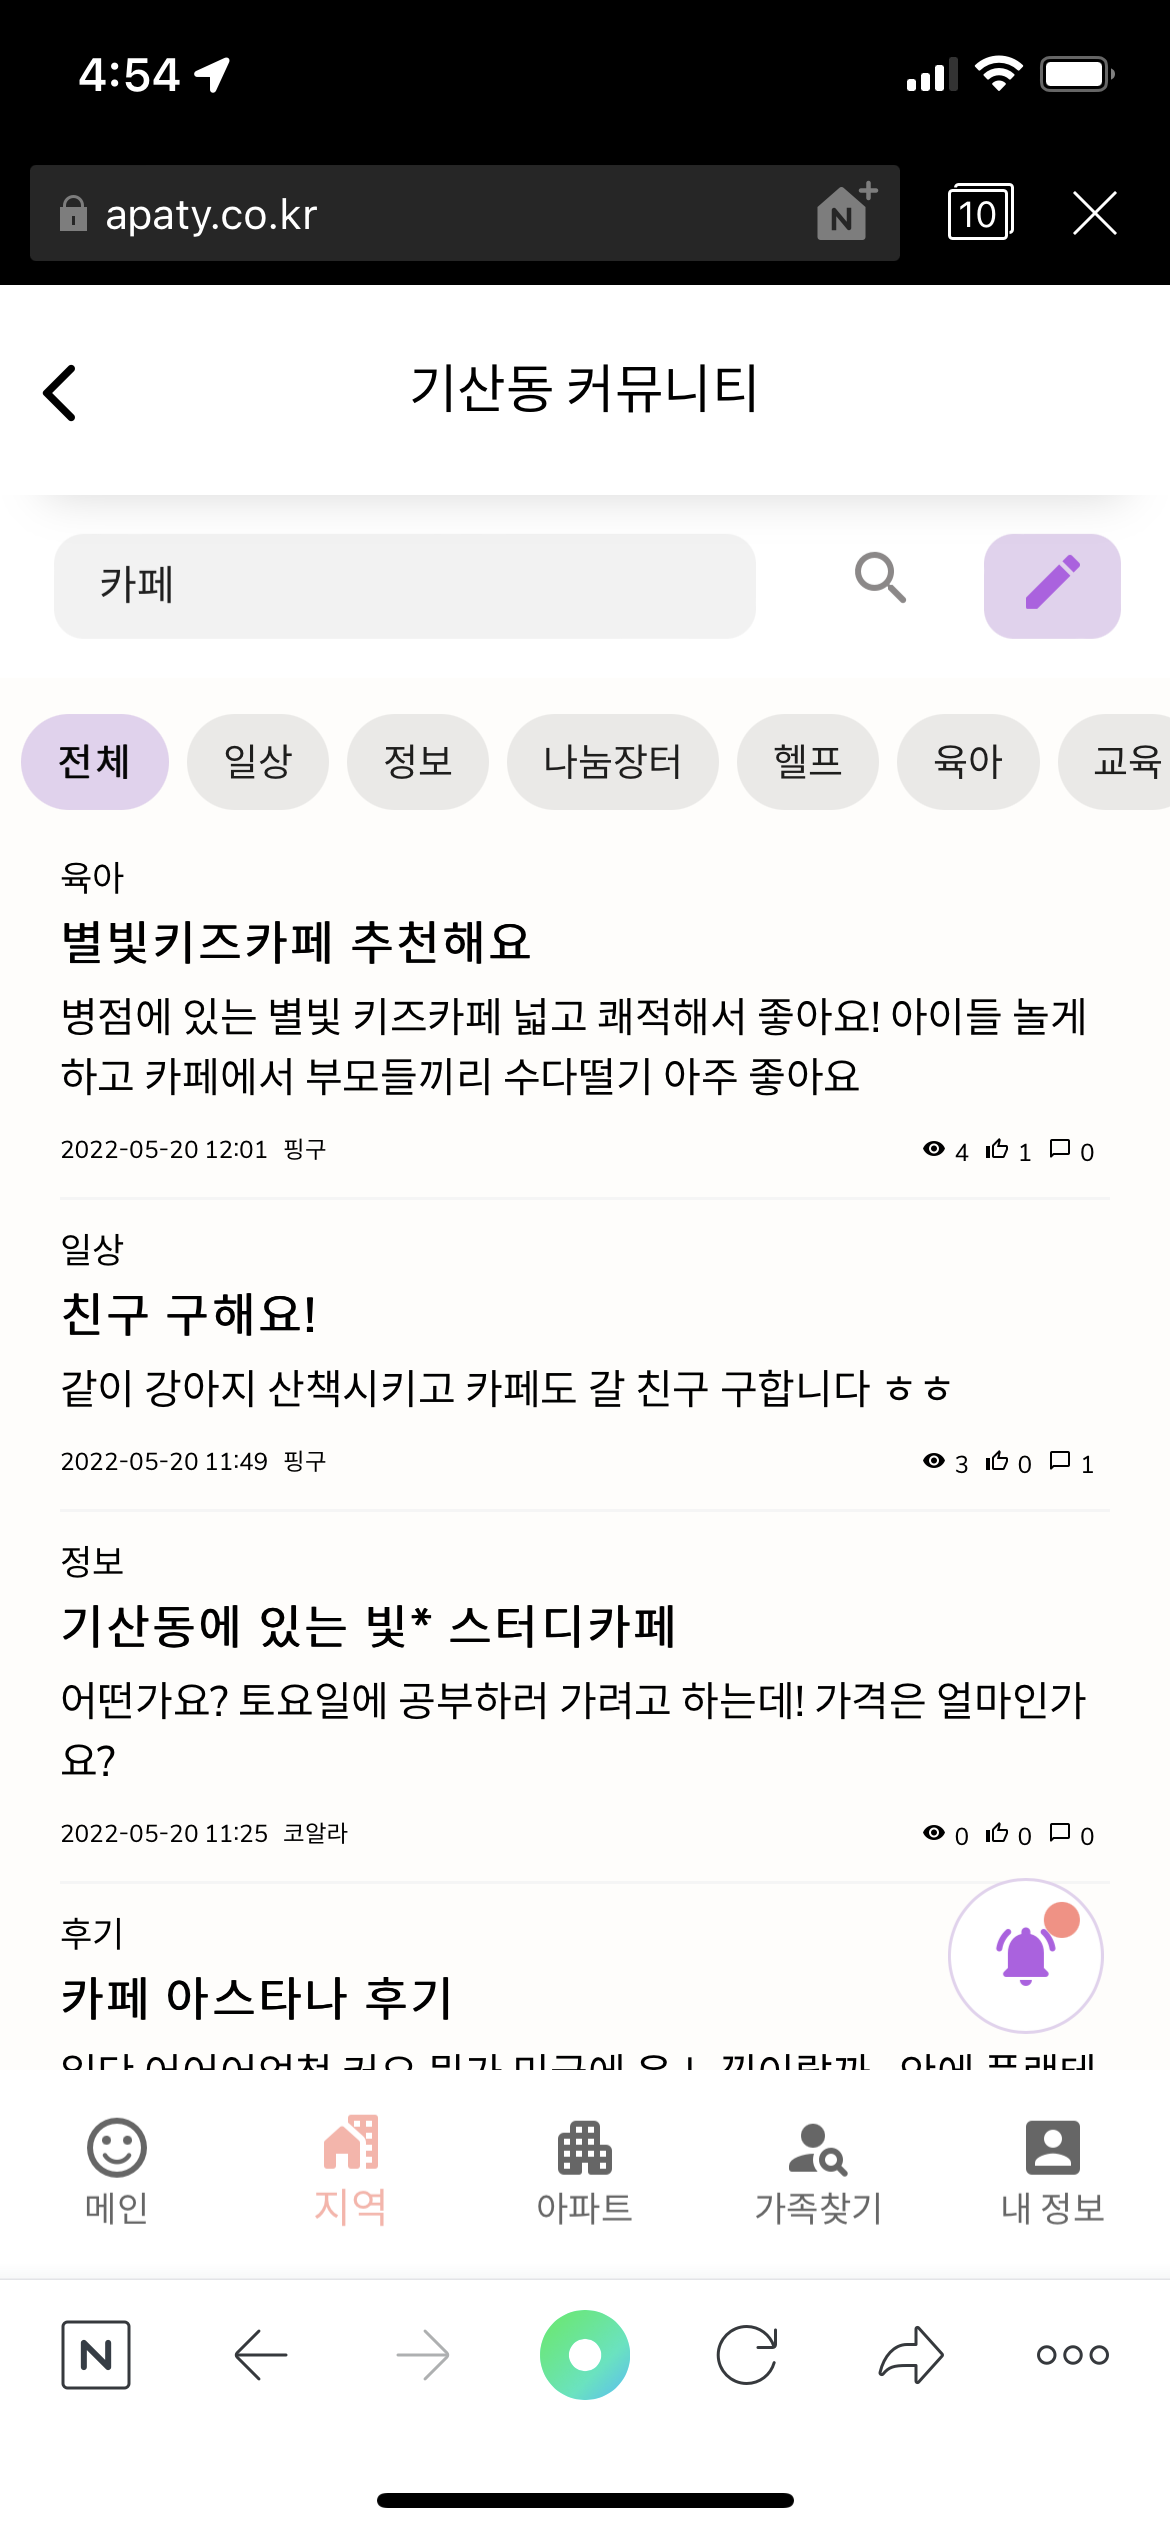 4:54
apaty.co.kr
N
10
기산동 커뮤니티
카페
전체 일상 정보 나눔장터 헬프 육아 교육
육아
별빛키즈카페 추천해요
병점에 있는 별빛 키즈카페 넓고 쾌적해서 좋아요! 아이들 놀게
하고 카페에서 부모들끼리 수다떨기 아주 좋아요
2022-05-20 12:01 핑구 4 1 0
일상
친구 구해요!
같이 강아지 산책시키고 카페도 갈 친구 구합니다 ㅎㅎ
2022-05-20 11:49 핑구 3 0 1
정보
기산동에 있는 빛* 스터디카페
어떤가요? 토요일에 공부하러 가려고 하는데! 가격은 얼마인가
요?
2022-05-20 11:25 코알라 0 0 0
후기
카페 아스타나 후기
메인 지역 아파트 가족찾기 내 정보
N